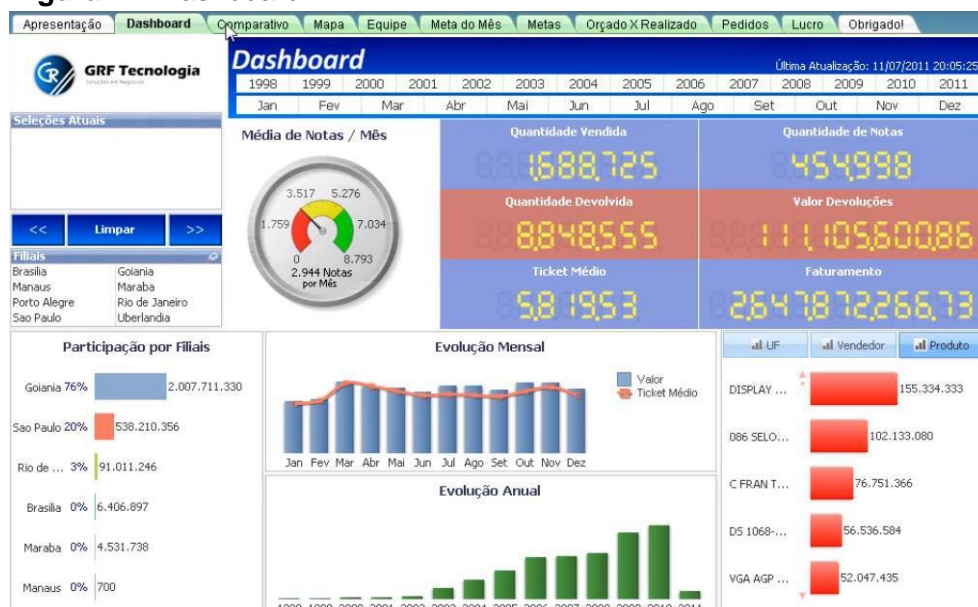 Apresentação Dashboard Comparativo Mapa Equipe Meta do Mês Metas Orçado X Realizado Pedidos Lucro Obrigado!
GRF Tecnologia
Dashboard
Última Atualização: 11/07/2011 20:05:25
1998 1999 2000 2001 2002 2003 2004 2005 2006 2007 2008 2009 2010 2011
Jan Fev Mar Abr Mai Jun Jul Ago Set Out Nov Dez
Seleções Atuais
<< Limpar >>
Filiais
Brasilia Goiania
Manaus Maraba
Porto Alegre Rio de Janeiro
Sao Paulo Uberlandia
Média de Notas / Mês
3.517 5.276
1.759 7.034
0 8.793
2.944 Notas
por Mês
Quantidade Vendida
Quantidade de Notas
454,998
Quantidade Devolvida
8,848,555
Valor Devoluções
111,105,600,86
Ticket Médio
5,819,53
Faturamento
2,647,872,266,73
Participação por Filiais
Goiania 76% 2.007.711.330
Sao Paulo 20% 538.210.356
Rio de ... 3% 91.011.246
Brasilia 0% 6.406.897
Maraba 0% 4.531.738
Manaus 0% 700
Evolução Mensal
Valor
Ticket Médio
Jan Fev Mar Abr Mai Jun Jul Ago Set Out Nov Dez
Evolução Anual
UF Vendedor Produto
DISPLAY ... 155.334.333
086 SELO... 102.133.080
C FRAN T... 76.751.366
DS 1068-... 56.536.584
VGA AGP ... 52.047.435